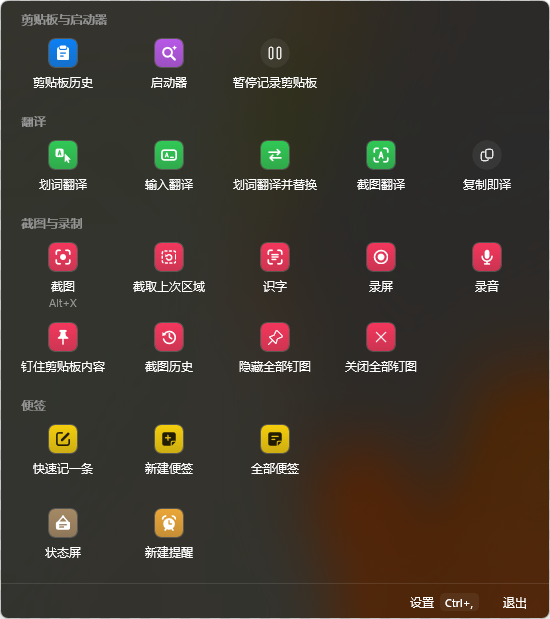 剪贴板与启动器
剪贴板历史
启动器
暂停记录剪贴板
翻译
划词翻译
输入翻译
划词翻译并替换
截图翻译
复制即译
截图与录制
截图
Alt+X
截取上次区域
识字
录屏
录音
钉住剪贴板内容
截图历史
隐藏全部钉图
关闭全部钉图
便签
快速记一条
新建便签
全部便签
状态屏
新建提醒
设置 Ctrl+, 退出